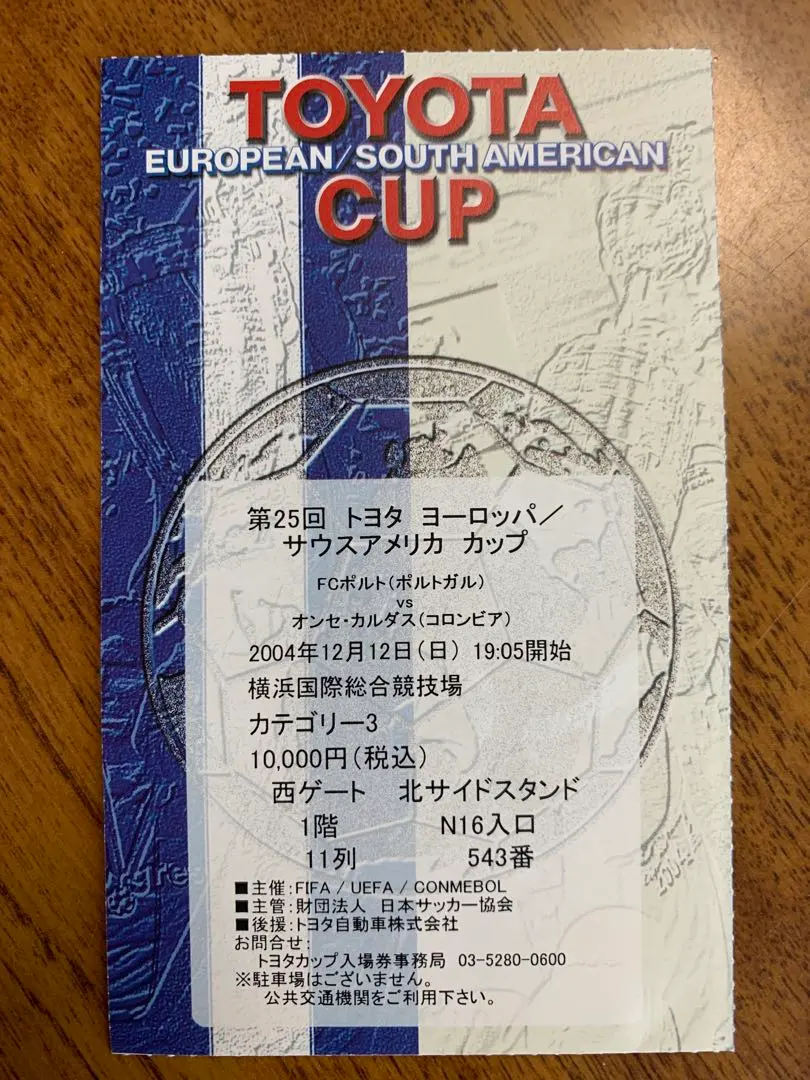 TOYOTA
EUROPEAN/SOUTH AMERICAN
CUP
第25回 トヨタ ヨーロッパ／
サウスアメリカ カップ
FCポルト(ポルトガル)
vs
オンセ・カルダス(コロンビア)
2004年12月12日(日) 19:05開始
横浜国際総合競技場
カテゴリー3
10,000円(税込)
西ゲート 北サイドスタンド
1階 N16入口
11列 543番
■主催:FIFA / UEFA / CONMEBOL
■主管:財団法人 日本サッカー協会
■後援:トヨタ自動車株式会社
お問合せ:
トヨタカップ入場券事務局 03-5280-0600
※駐車場はございません。
公共交通機関をご利用下さい。